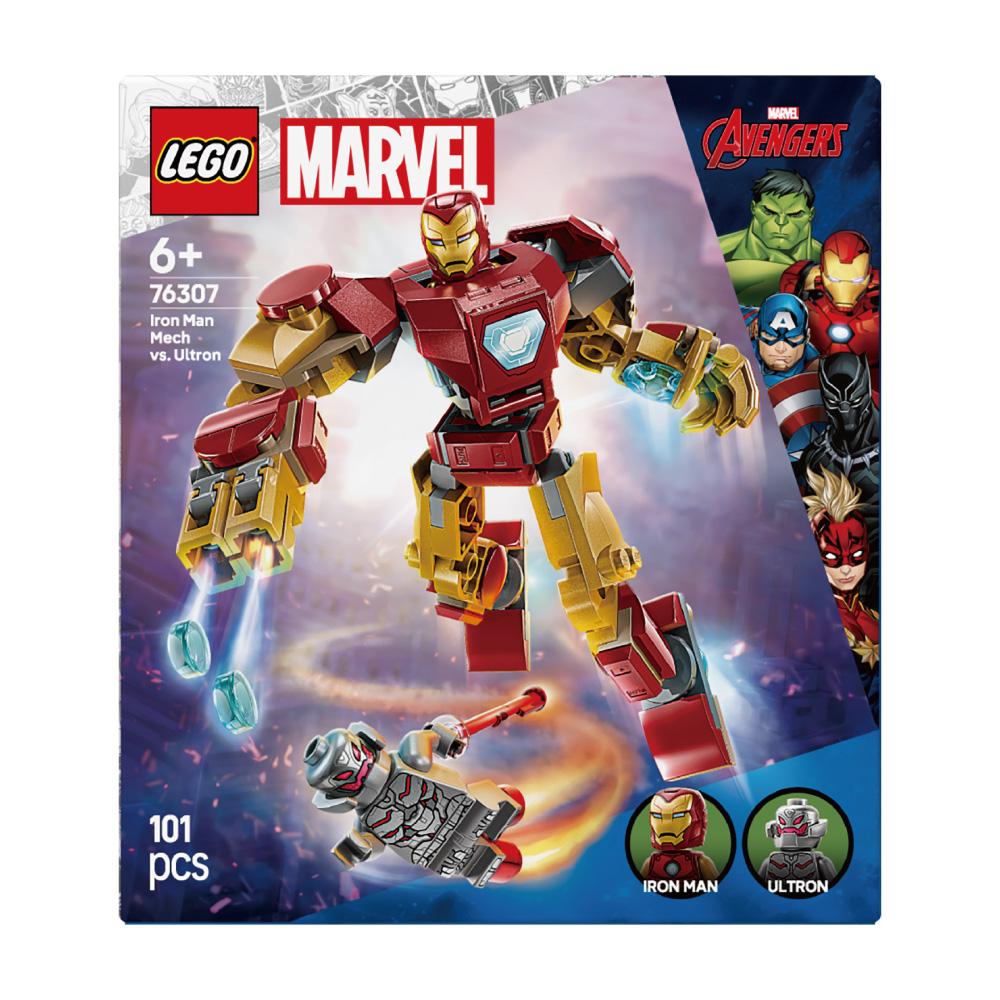 LEGO
MARVEL
6+
76307
Iron Man
Mech
vs. Ultron
MARVEL
AVENGERS
101
pcs
IRON MAN
ULTRON